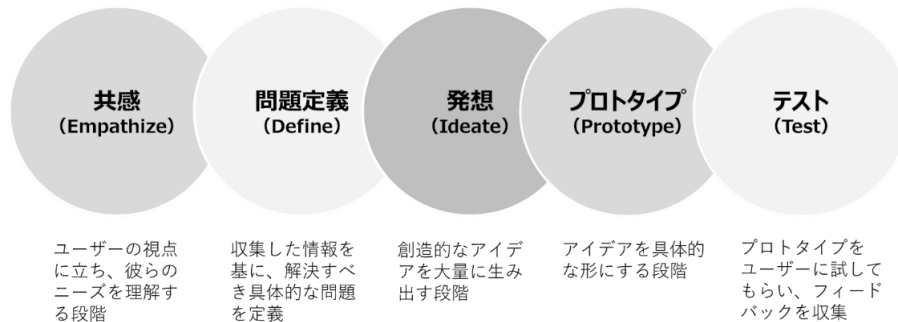 共感
（Empathize）
問題定義
（Define）
発想
（Ideate）
プロトタイプ
（Prototype）
テスト
（Test）
ユーザーの視点
に立ち、彼らの
ニーズを理解す
る段階
収集した情報を
基に、解決すべ
き具体的な問題
を定義
創造的なアイデ
アを大量に生み
出す段階
アイデアを具体的
な形にする段階
プロトタイプを
ユーザーに試して
もらい、フィード
バックを収集